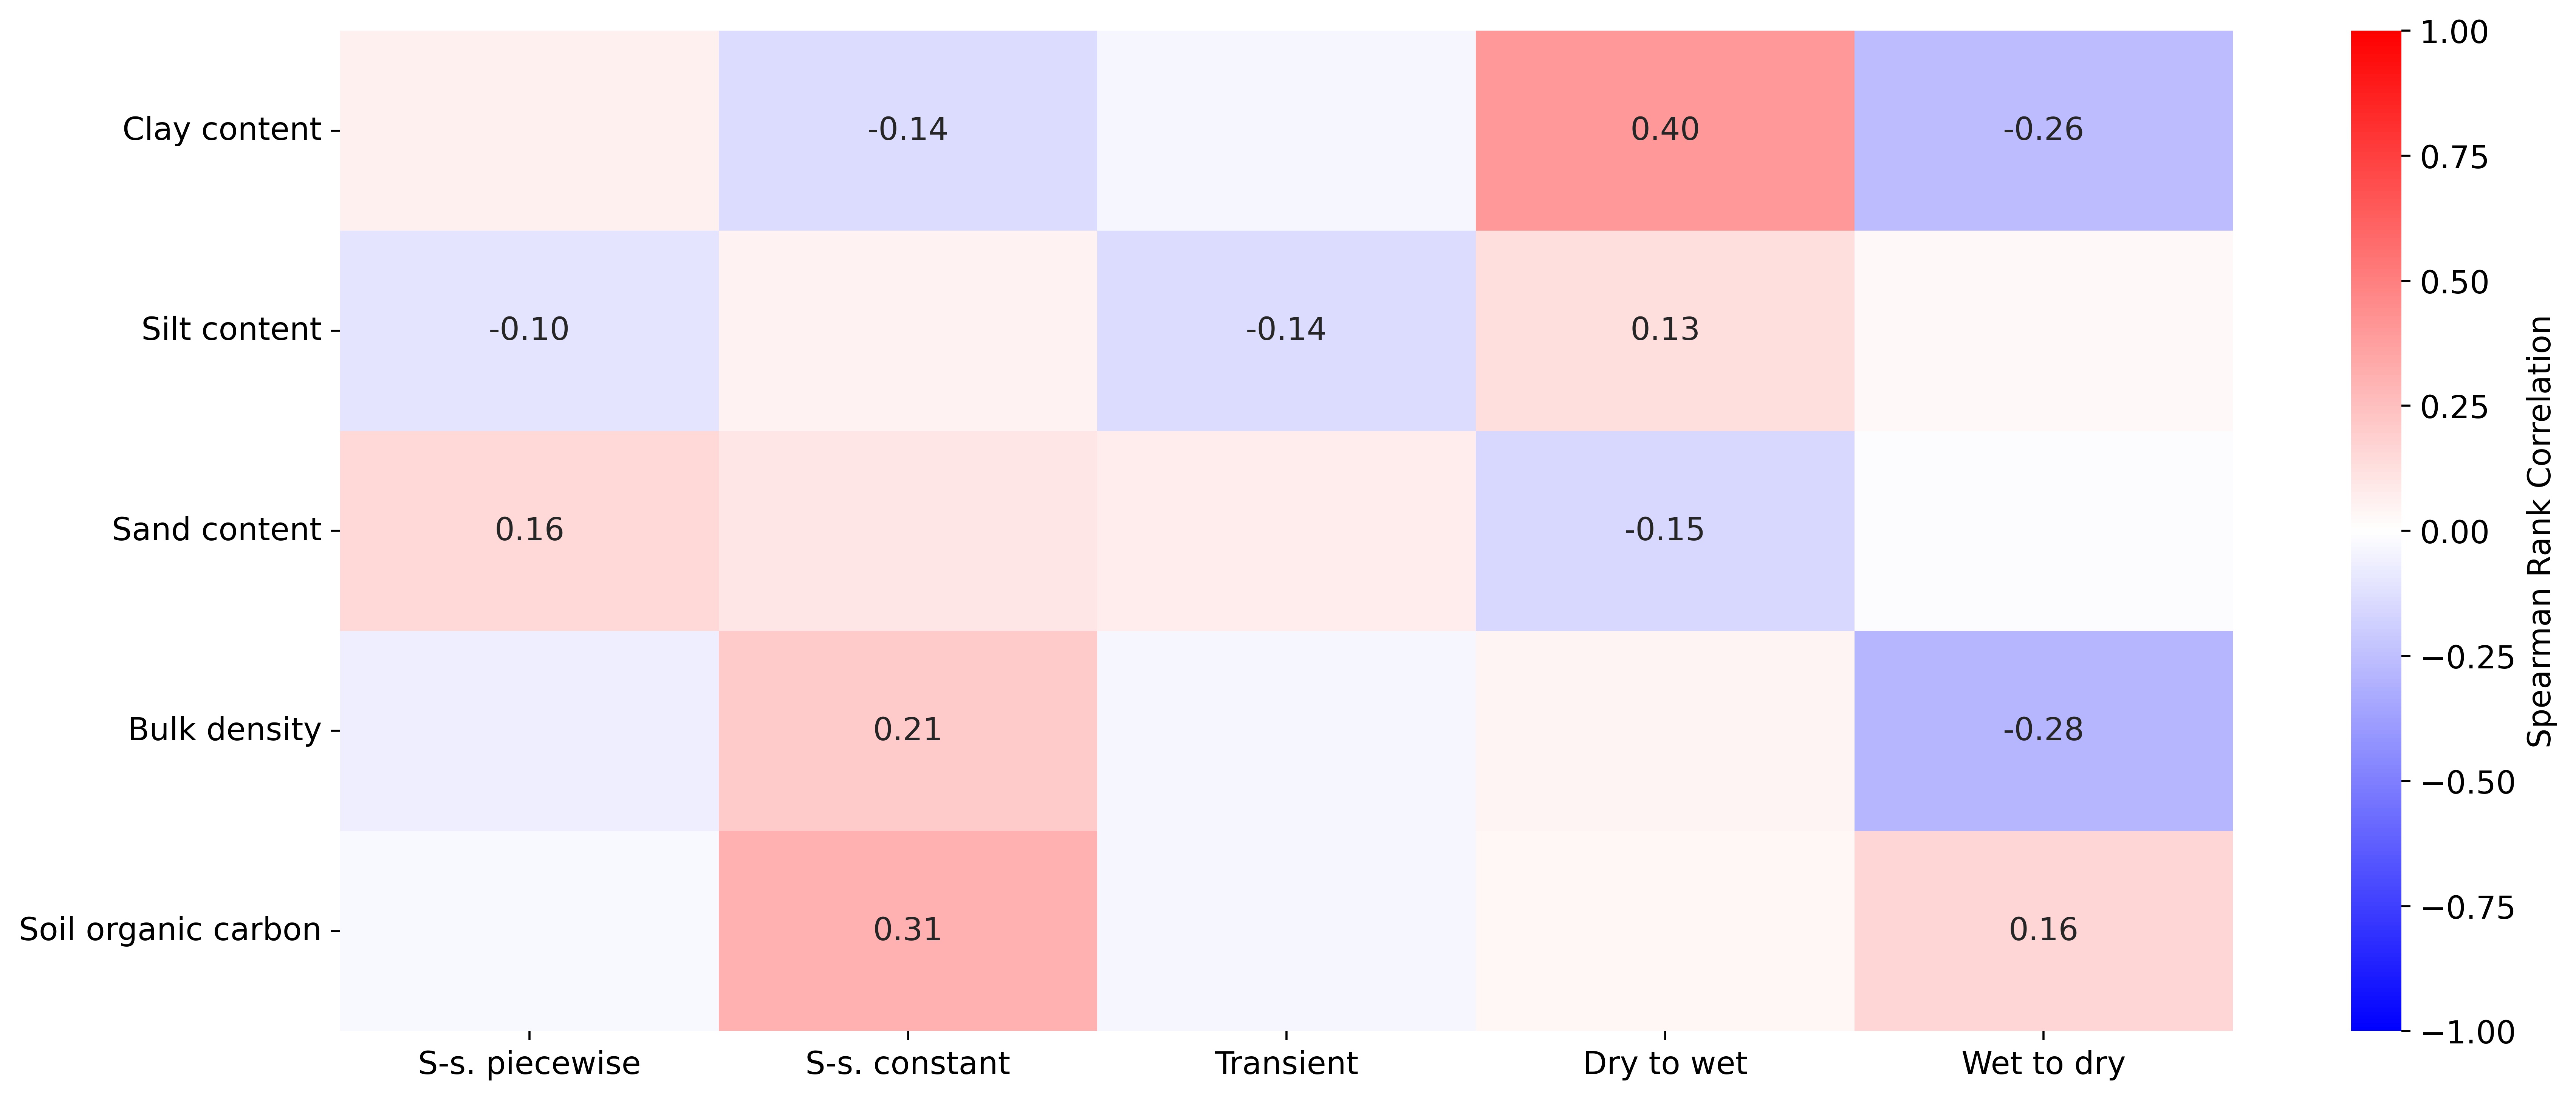 Clay content -0.14 0.40 -0.26
Silt content -0.10 -0.14 0.13
Sand content 0.16 -0.15
Bulk density 0.21 -0.28
Soil organic carbon 0.31 0.16
S-s. piecewise S-s. constant Transient Dry to wet Wet to dry
1.00
0.75
0.50
0.25
0.00
−0.25
−0.50
−0.75
−1.00
Spearman Rank Correlation